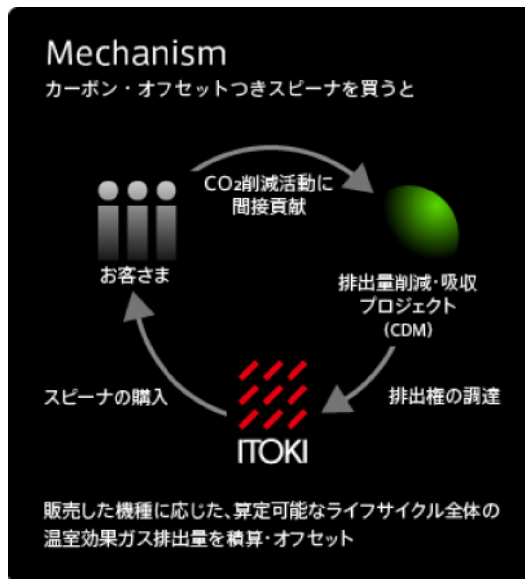 Mechanism
カーボン・オフセットつきスピーナを買うと
CO₂削減活動に
間接貢献
お客さま
排出量削減・吸収
プロジェクト
(CDM)
スピーナの購入
排出権の調達
ITOKI
販売した機種に応じた、算定可能なライフサイクル全体の
温室効果ガス排出量を積算・オフセット